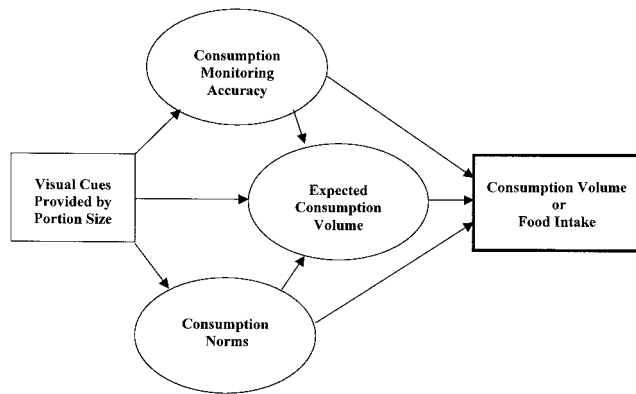 Consumption
Monitoring
Accuracy
Visual Cues
Provided by
Portion Size
Expected
Consumption
Volume
Consumption Volume
or
Food Intake
Consumption
Norms